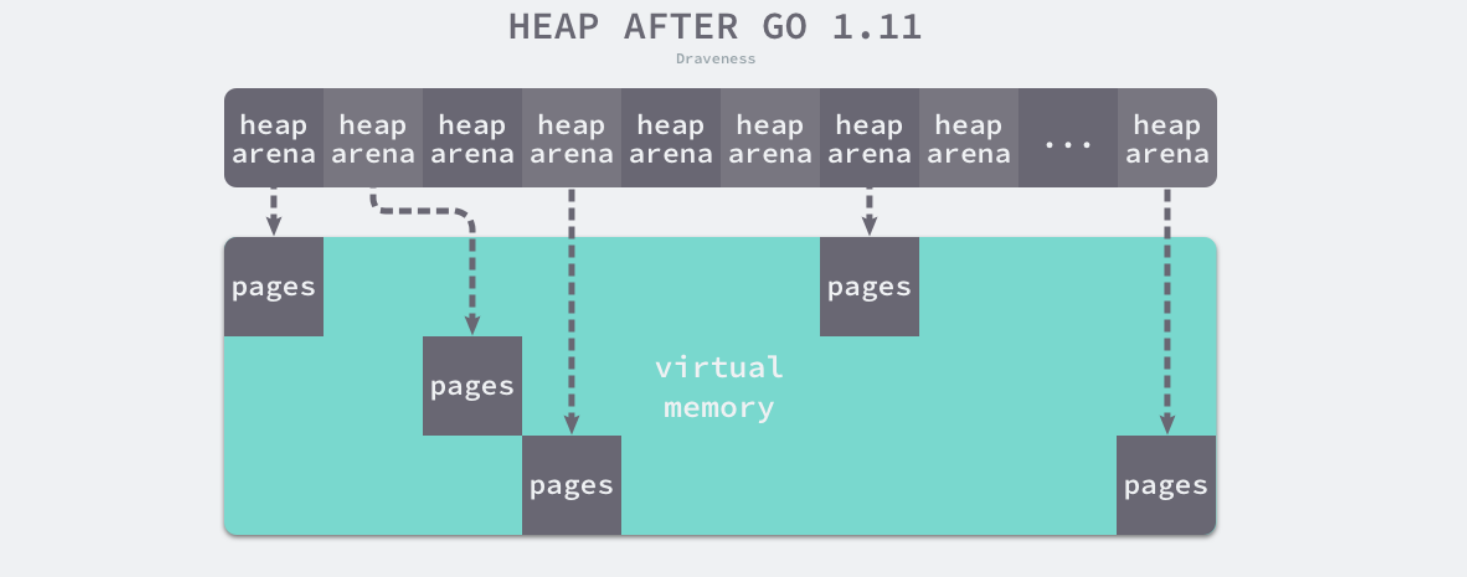 HEAP AFTER GO 1.11
Draveness
heap arena
heap arena
heap arena
heap arena
heap arena
heap arena
heap arena
heap arena
...
heap arena
pages
pages
pages
virtual
memory
pages
pages